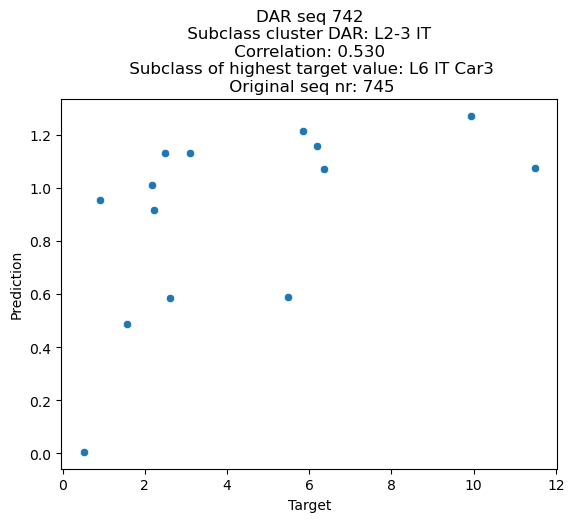 DAR seq 742
Subclass cluster DAR: L2-3 IT
Correlation: 0.530
Subclass of highest target value: L6 IT Car3
Original seq nr: 745
1.2
1.0
0.8
0.6
0.4
0.2
0.0
Prediction
0 2 4 6 8 10 12
Target